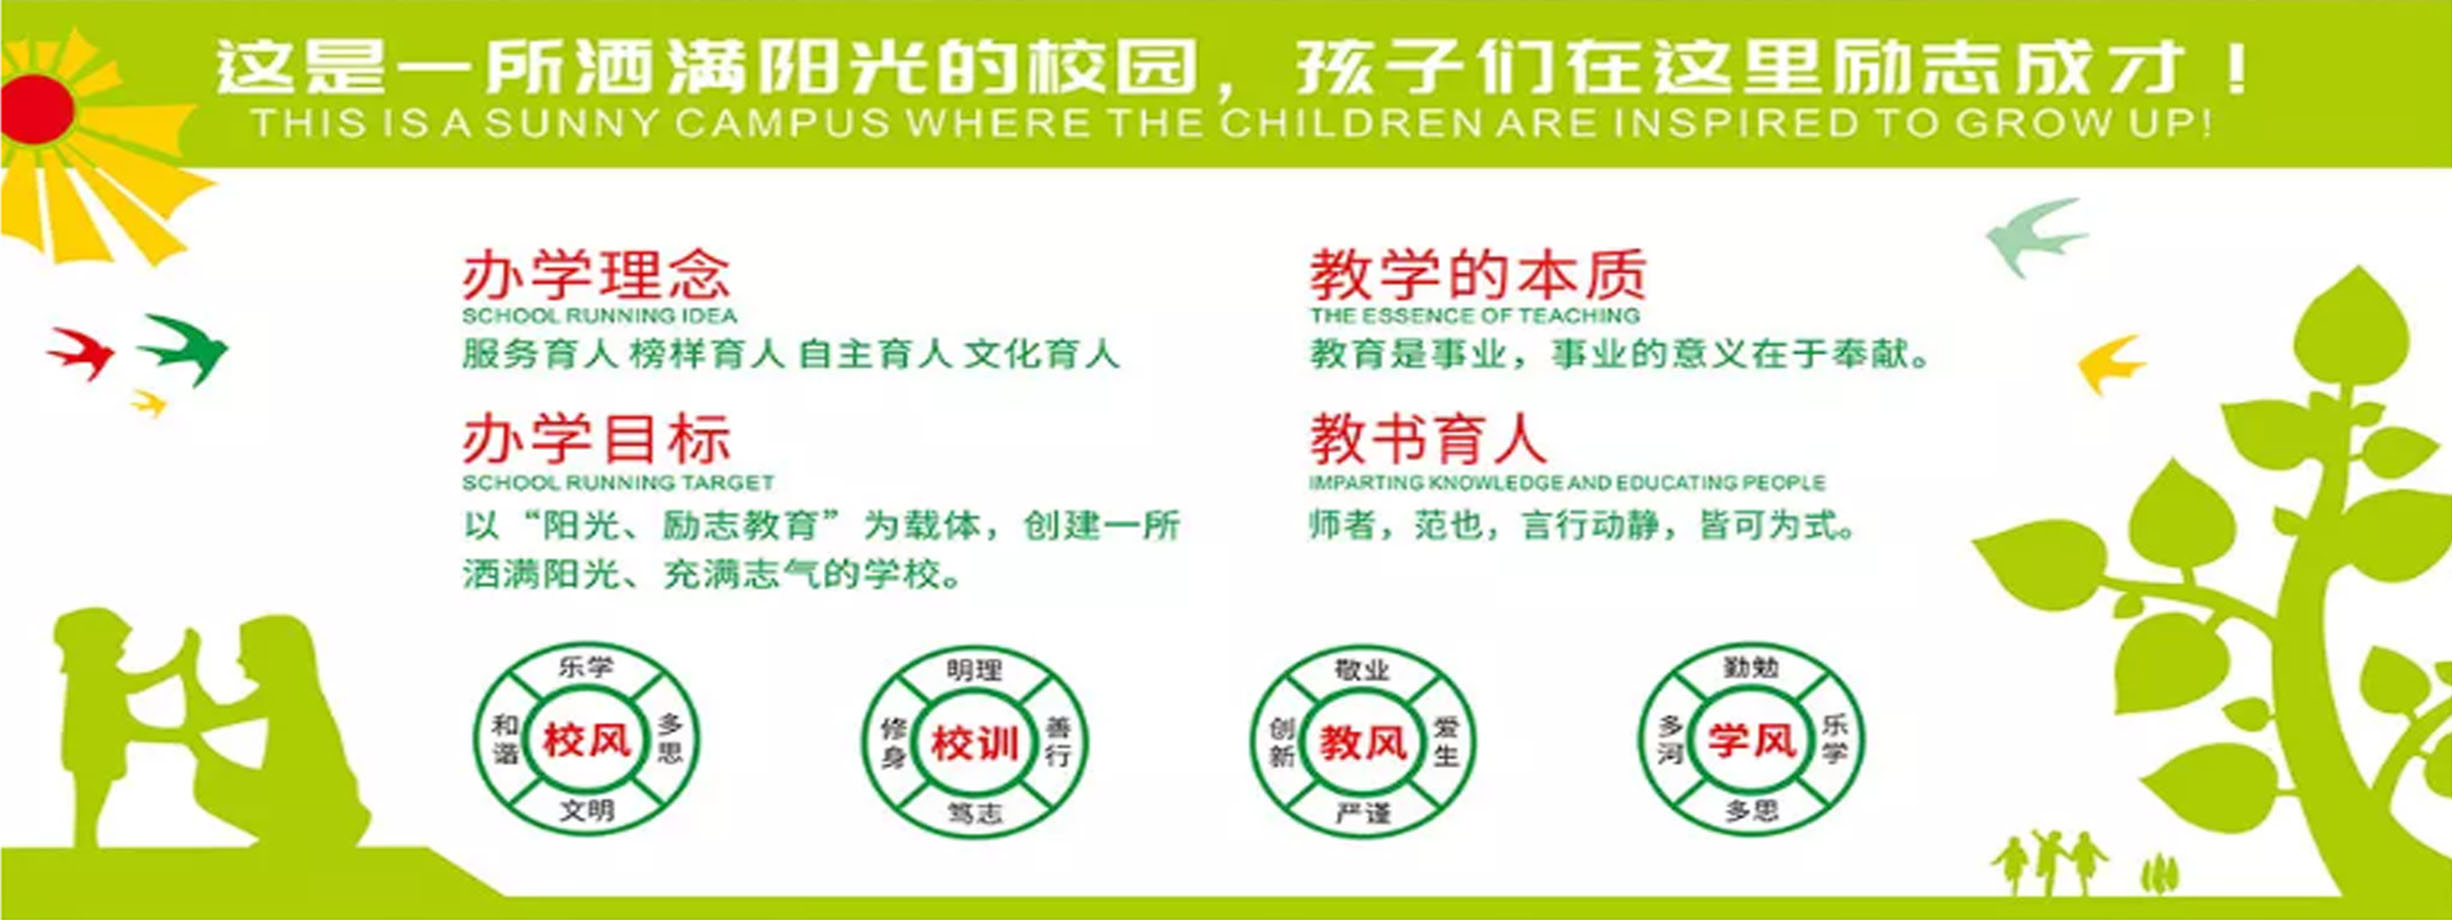 这是一所洒满阳光的校园，孩子们在这里励志成才！
THIS IS A SUNNY CAMPUS WHERE THE CHILDREN ARE INSPIRED TO GROW UP!
办学理念
SCHOOL RUNNING IDEA
服务育人 榜样育人 自主育人 文化育人
办学目标
SCHOOL RUNNING TARGET
以“阳光、励志教育”为载体，创建一所
洒满阳光、充满志气的学校。
教学的本质
THE ESSENCE OF TEACHING
教育是事业，事业的意义在于奉献。
教书育人
IMPARTING KNOWLEDGE AND EDUCATING PEOPLE
师者，范也，言行动静，皆可为式。
乐学
和谐
校风
多思
文明
明理
修身
校训
善行
笃志
敬业
创新
教风
爱生
严谨
勤勉
多河
学风
乐学
多思